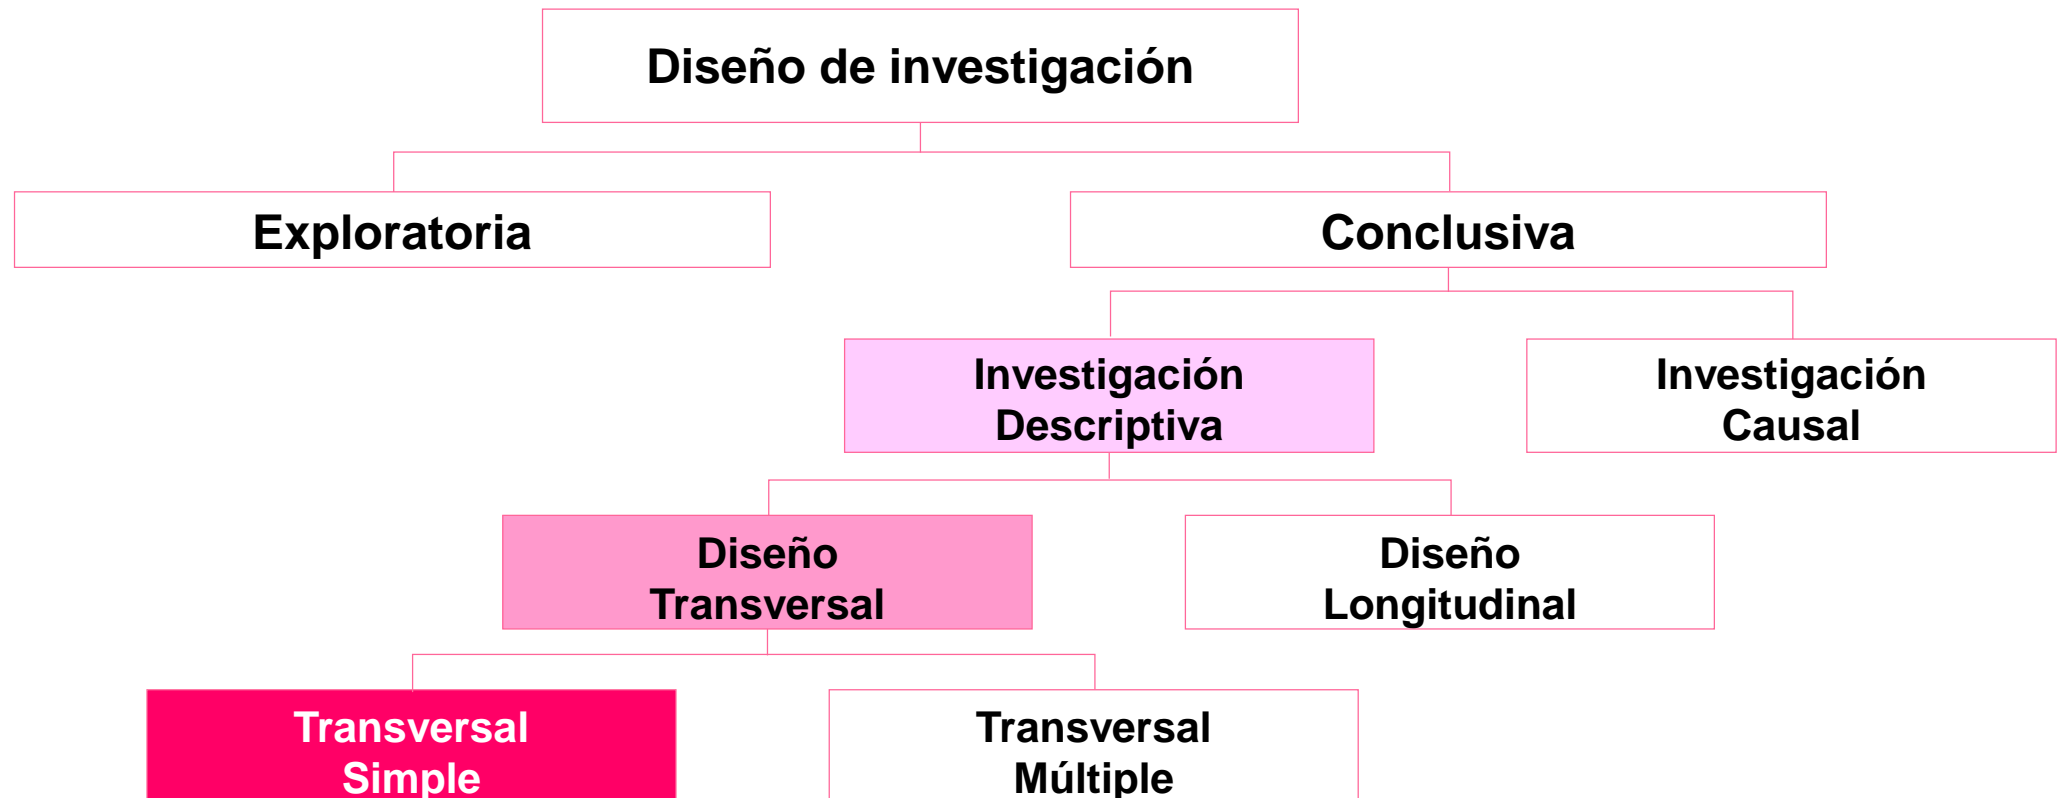 Diseño de investigación
Exploratoria
Conclusiva
Investigación
Descriptiva
Investigación
Causal
Diseño
Transversal
Diseño
Longitudinal
Transversal
Simple
Transversal
Múltiple